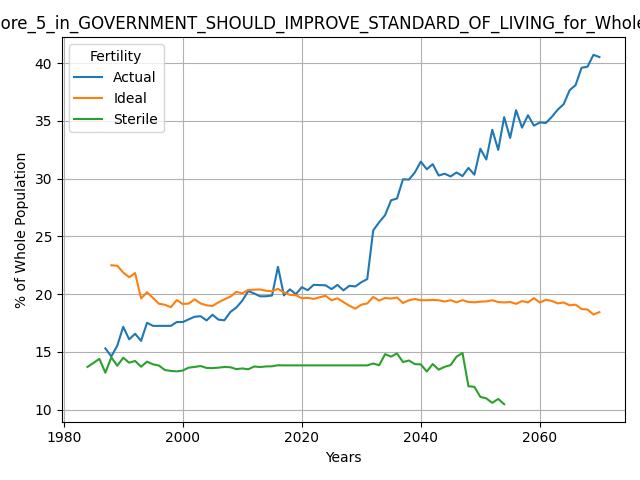 ore_5_in_GOVERNMENT_SHOULD_IMPROVE_STANDARD_OF_LIVING_for_Whole
Fertility
Actual
Ideal
Sterile
% of Whole Population
40
35
30
25
20
15
10
1980
2000
2020
2040
2060
Years